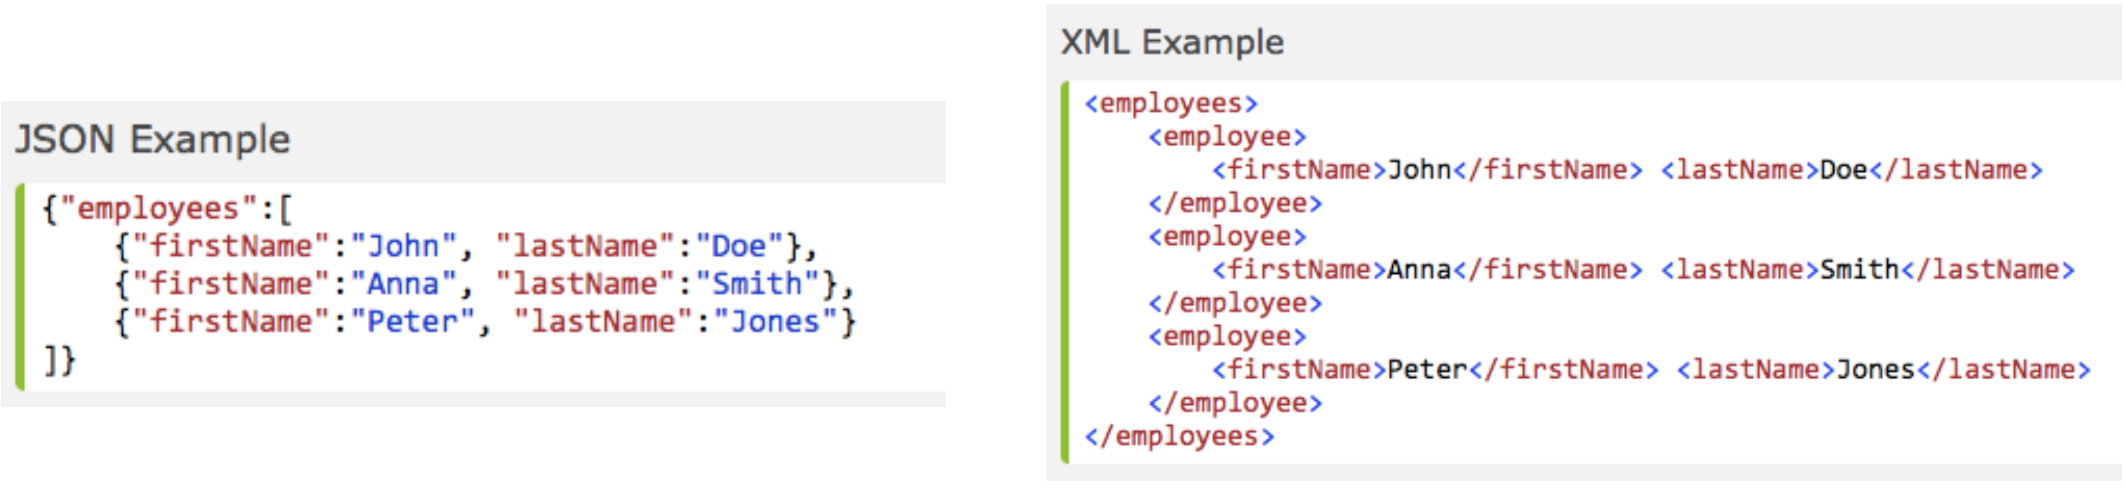 JSON Example
{"employees":[
    {"firstName":"John", "lastName":"Doe"},
    {"firstName":"Anna", "lastName":"Smith"},
    {"firstName":"Peter", "lastName":"Jones"}
]}
XML Example
<employees>
    <employee>
        <firstName>John</firstName> <lastName>Doe</lastName>
    </employee>
    <employee>
        <firstName>Anna</firstName> <lastName>Smith</lastName>
    </employee>
    <employee>
        <firstName>Peter</firstName> <lastName>Jones</lastName>
    </employee>
</employees>